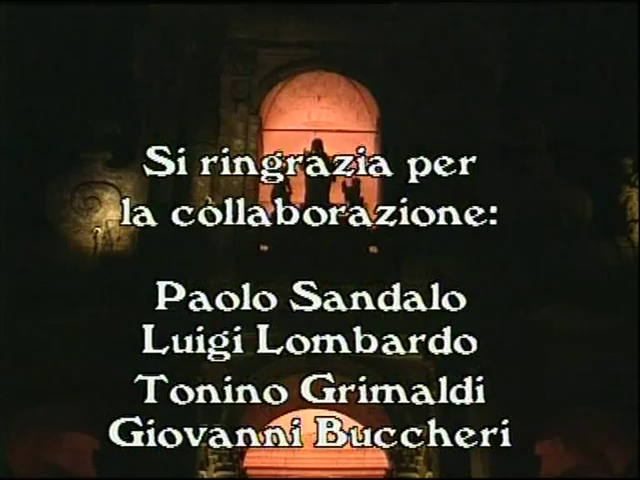 Si ringrazia per
la collaborazione:
Paolo Sandalo
Luigi Lombardo
Tonino Grimaldi
Giovanni Buccheri